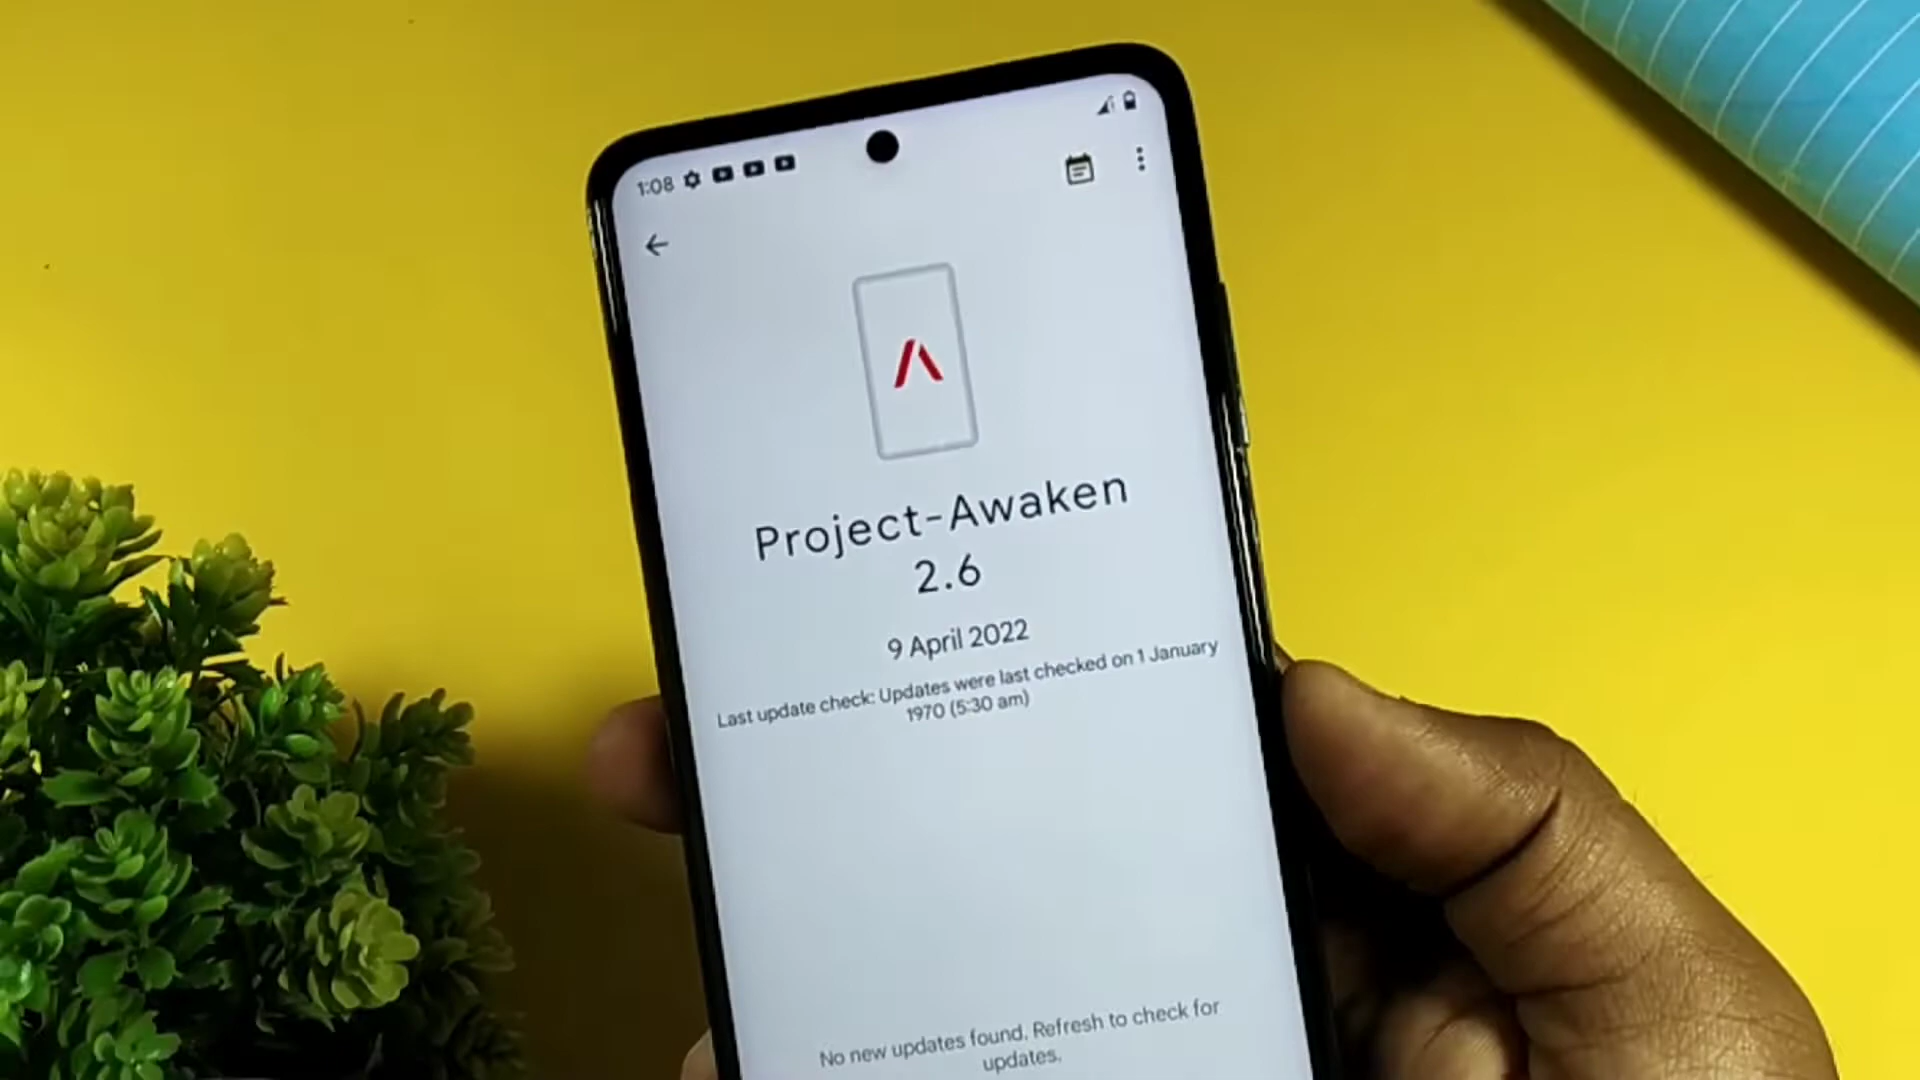 1:08
Project-Awaken
2.6
9 April 2022
Last update check: Updates were last checked on 1 January
1970 (5:30 am)
No new updates found. Refresh to check for
updates.